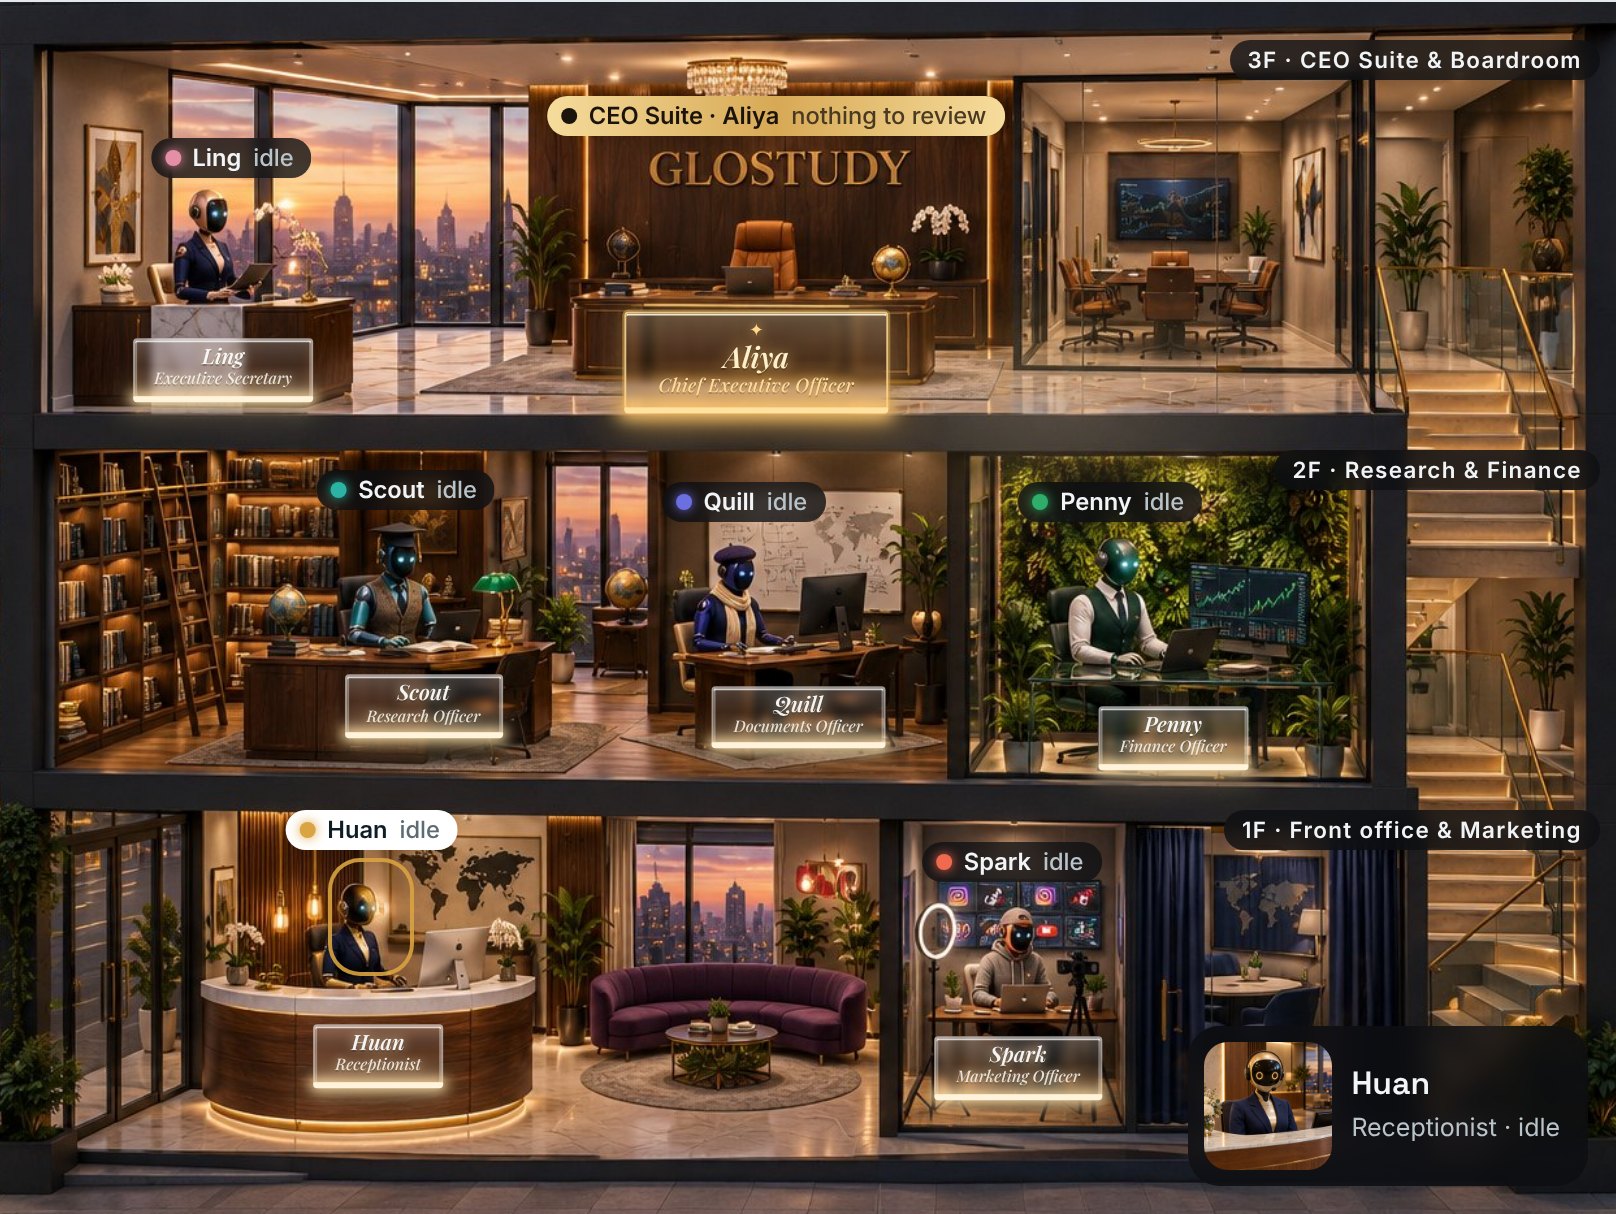 3F · CEO Suite & Boardroom
CEO Suite · Aliya nothing to review
Ling idle
GLOSTUDY
Ling
Executive Secretary
Aliya
Chief Executive Officer
2F · Research & Finance
Scout idle
Quill idle
Penny idle
Scout
Research Officer
Quill
Documents Officer
Penny
Finance Officer
1F · Front office & Marketing
Huan idle
Spark idle
Huan
Receptionist
Spark
Marketing Officer
Huan
Receptionist · idle